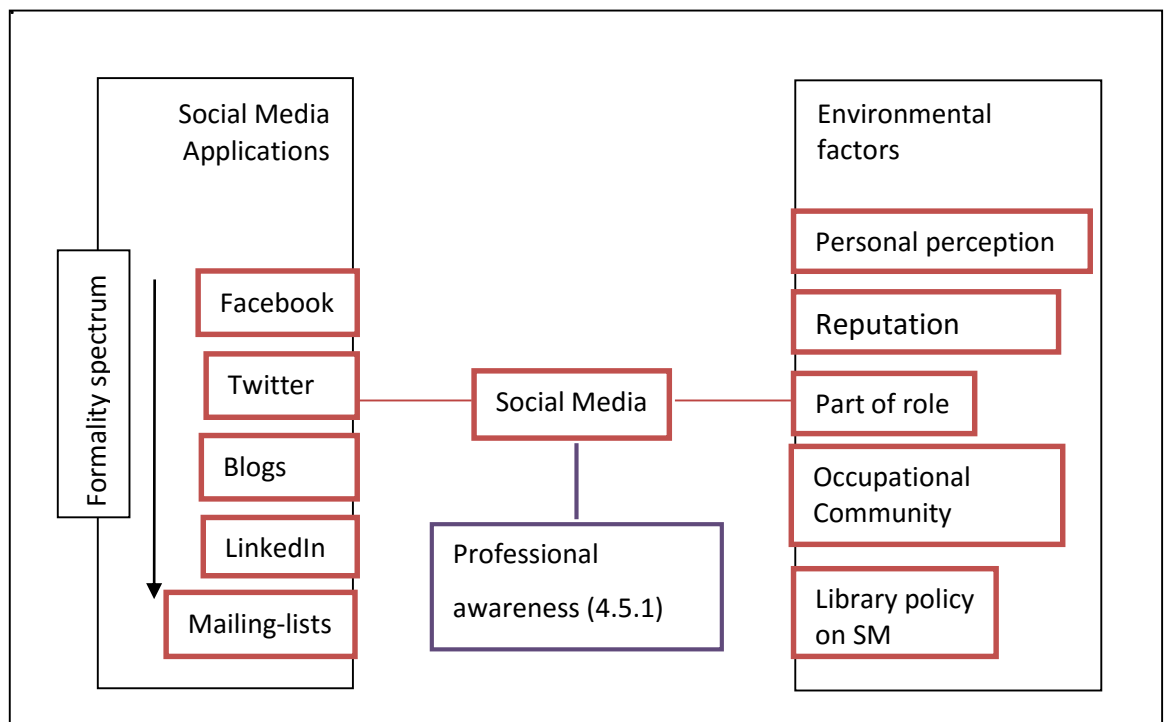 Social Media
Applications
Formality spectrum
Facebook
Twitter
Blogs
LinkedIn
Mailing-lists
Social Media
Professional
awareness (4.5.1)
Environmental
factors
Personal perception
Reputation
Part of role
Occupational
Community
Library policy
on SM